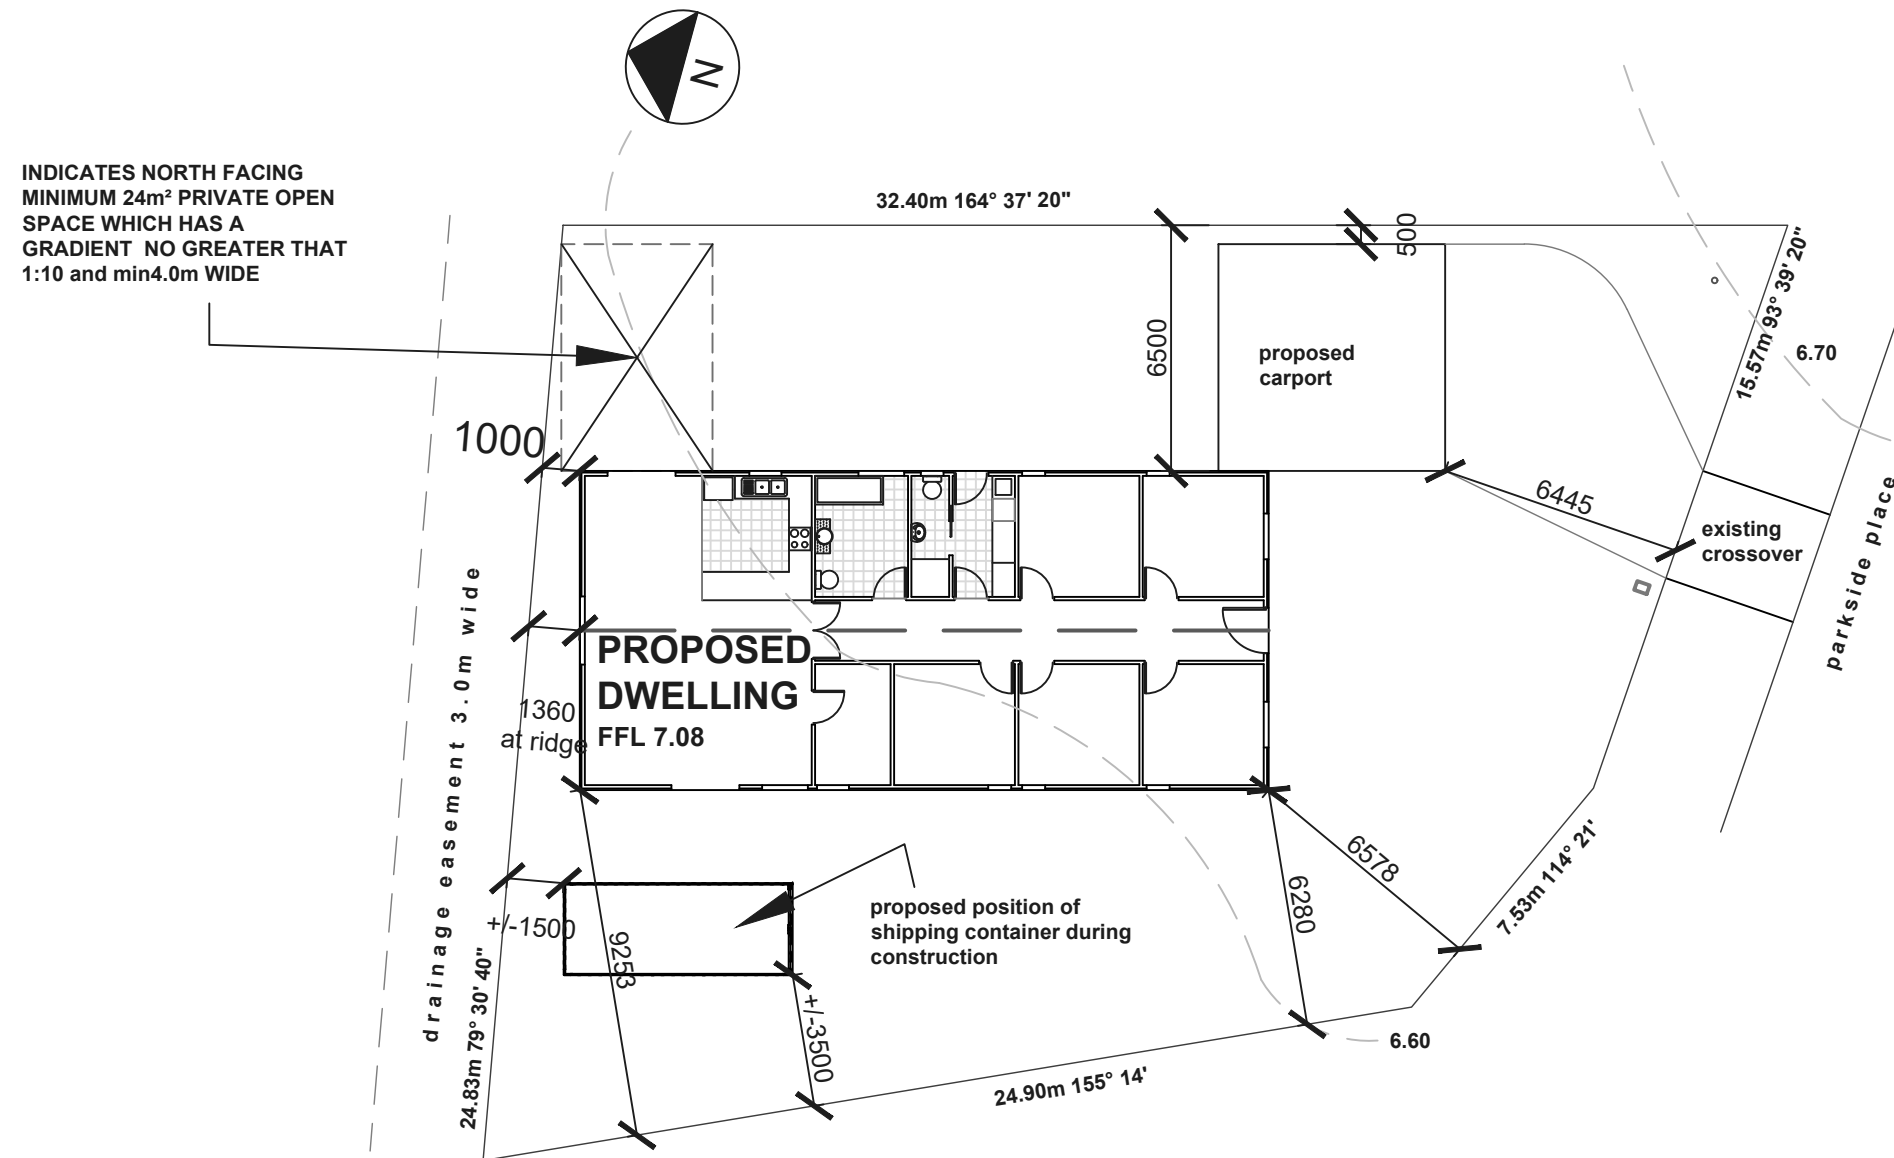 N
INDICATES NORTH FACING
MINIMUM 24m² PRIVATE OPEN
SPACE WHICH HAS A
GRADIENT NO GREATER THAT
1:10 and min4.0m WIDE
32.40m 164° 37' 20"
500
15.57m 93° 39' 20"
6.70
6500
proposed
carport
1000
6445
existing
crossover
parkside place
drainage easement 3.0m wide
PROPOSED
DWELLING
FFL 7.08
1360
at ridge
6578
7.53m 114° 21'
6280
+/-1500
9253
proposed position of
shipping container during
construction
+/-3500
24.83m 79° 30' 40"
6.60
24.90m 155° 14'